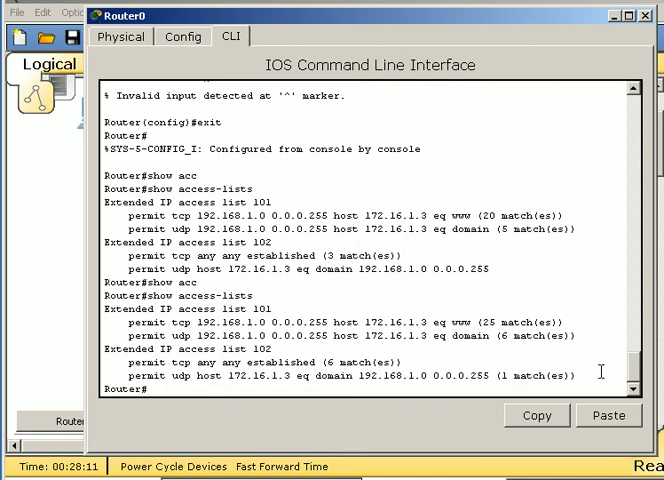 Router0
File Edit Optic
Physical Config CLI
Logical
IOS Command Line Interface
% Invalid input detected at '^' marker.
Router(config)#exit
Router#
%SYS-5-CONFIG_I: Configured from console by console
Router#show acc
Router#show access-lists
Extended IP access list 101
permit tcp 192.168.1.0 0.0.0.255 host 172.16.1.3 eq www (20 match(es))
permit udp 192.168.1.0 0.0.0.255 host 172.16.1.3 eq domain (5 match(es))
Extended IP access list 102
permit tcp any any established (3 match(es))
permit udp host 172.16.1.3 eq domain 192.168.1.0 0.0.0.255
Router#show acc
Router#show access-lists
Extended IP access list 101
permit tcp 192.168.1.0 0.0.0.255 host 172.16.1.3 eq www (25 match(es))
permit udp 192.168.1.0 0.0.0.255 host 172.16.1.3 eq domain (6 match(es))
Extended IP access list 102
permit tcp any any established (6 match(es))
permit udp host 172.16.1.3 eq domain 192.168.1.0 0.0.0.255 (1 match(es))
Router#
Copy Paste
Router
Time: 00:28:11 Power Cycle Devices Fast Forward Time Rea